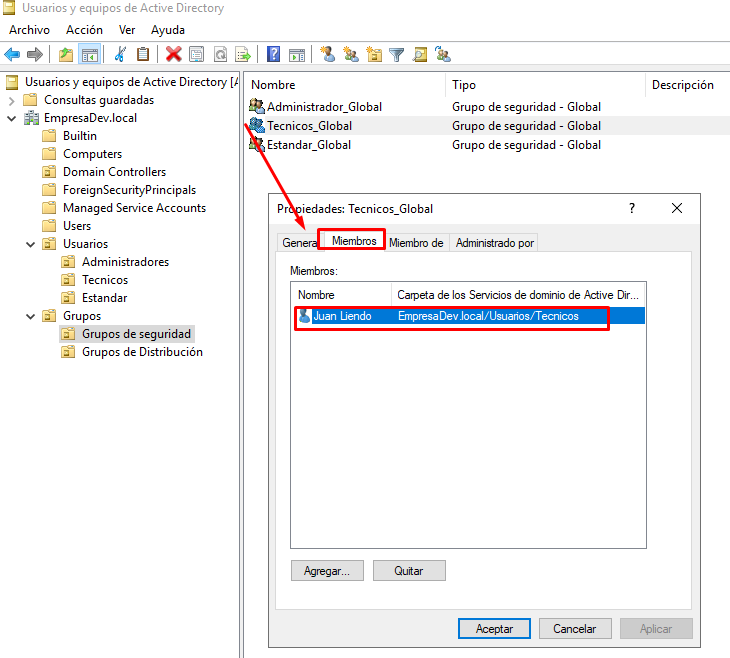 Usuarios y equipos de Active Directory
Archivo Acción Ver Ayuda
Usuarios y equipos de Active Directory [A
Consultas guardadas
EmpresaDev.local
Builtin
Computers
Domain Controllers
ForeignSecurityPrincipals
Managed Service Accounts
Users
Usuarios
Administradores
Tecnicos
Estandar
Grupos
Grupos de seguridad
Grupos de Distribución
Nombre Tipo Descripción
Administrador_Global Grupo de seguridad - Global
Tecnicos_Global Grupo de seguridad - Global
Estandar_Global Grupo de seguridad - Global
Propiedades: Tecnicos_Global ?
General Miembros Miembro de Administrado por
Miembros:
Nombre Carpeta de los Servicios de dominio de Active Dir...
Juan Liendo EmpresaDev.local/Usuarios/Tecnicos
Agregar... Quitar
Aceptar Cancelar Aplicar